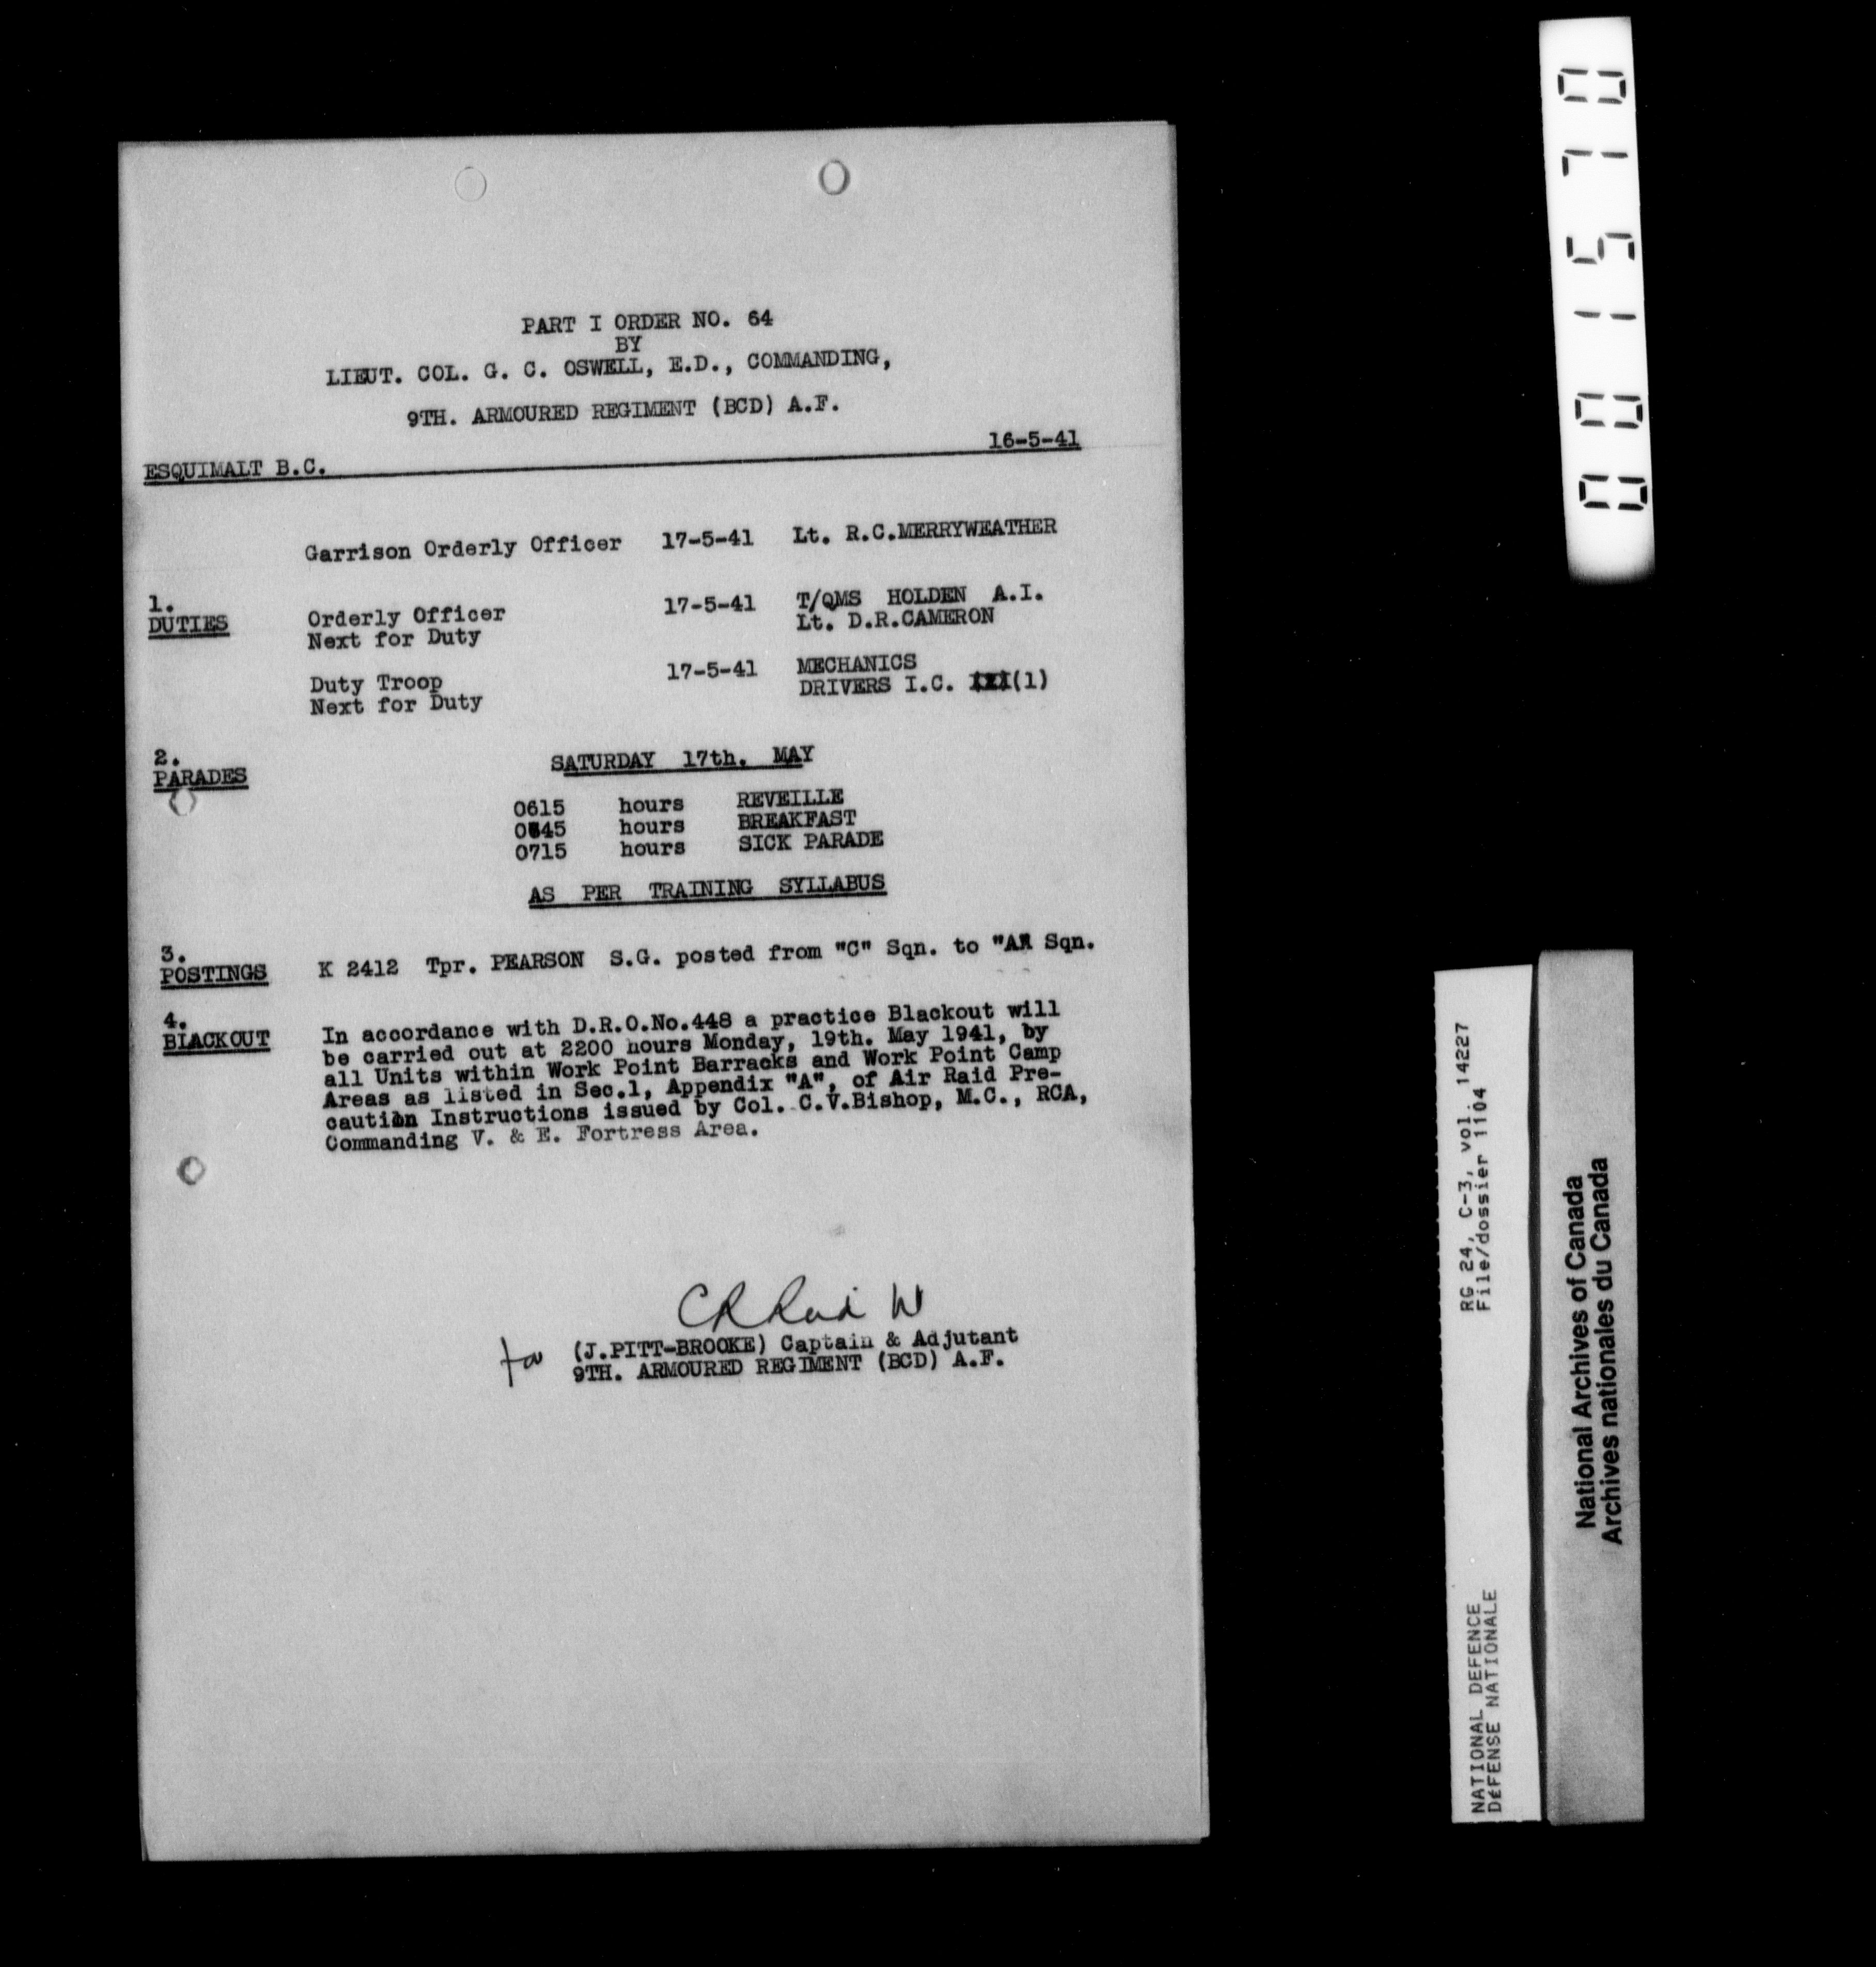 PART I ORDER NO. 64
BY
LIEUT. COL. G. C. OSWELL, E.D., COMMANDING,
9TH. ARMOURED REGIMENT (BCD) A.F.
ESQUIMALT B.C. 16-5-41
Garrison Orderly Officer 17-5-41 Lt. R.C.MERRYWEATHER
1.
DUTIES
Orderly Officer 17-5-41 T/QMS HOLDEN A.I.
Next for Duty Lt. D.R.CAMERON
Duty Troop 17-5-41 MECHANICS
Next for Duty DRIVERS I.C. (1)
2.
PARADES
SATURDAY 17th. MAY
0615 hours REVEILLE
0645 hours BREAKFAST
0715 hours SICK PARADE
AS PER TRAINING SYLLABUS
3.
POSTINGS K 2412 Tpr. PEARSON S.G. posted from "C" Sqn. to "A" Sqn.
4.
BLACKOUT
In accordance with D.R.O.No.448 a practice Blackout will
be carried out at 2200 hours Monday, 19th. May 1941, by
all Units within Work Point Barracks and Work Point Camp
Areas as listed in Sec.1, Appendix "A", of Air Raid Pre-
caution Instructions issued by Col. C.V.Bishop, M.C., RCA,
Commanding V. & E. Fortress Area.
for (J.PITT-BROOKE) Captain & Adjutant
9TH. ARMOURED REGIMENT (BCD) A.F.
001570
RG 24, C-3, vol. 14227
File/dossier 1104
NATIONAL DEFENCE
DéFENSE NATIONALE
National Archives of Canada
Archives nationales du Canada